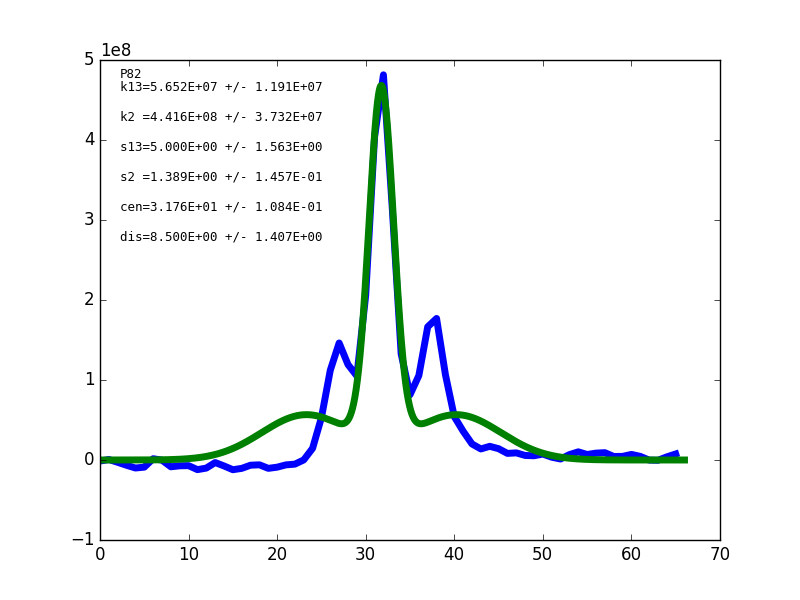 1e8
5
4
3
2
1
0
−1
P82
k13=5.652E+07 +/- 1.191E+07
k2 =4.416E+08 +/- 3.732E+07
s13=5.000E+00 +/- 1.563E+00
s2 =1.389E+00 +/- 1.457E-01
cen=3.176E+01 +/- 1.084E-01
dis=8.500E+00 +/- 1.407E+00
0 10 20 30 40 50 60 70